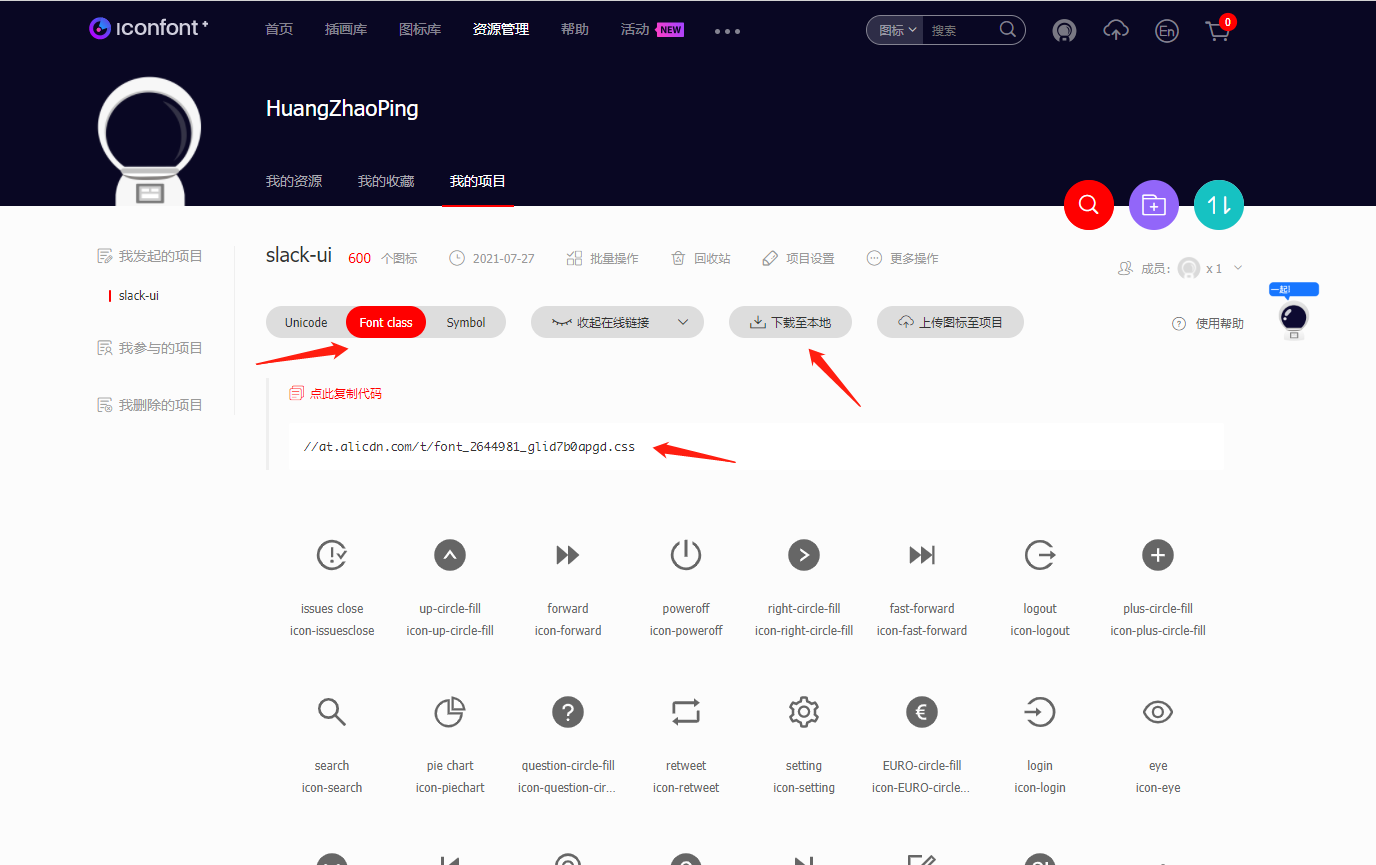 iconfont+ 首页 插画库 图标库 资源管理 帮助 活动 NEW 图标 搜索 En 0
HuangZhaoPing
我的资源 我的收藏 我的项目
我发起的项目
slack-ui
我参与的项目
我删除的项目
slack-ui 600 个图标 2021-07-27 批量操作 回收站 项目设置 更多操作 成员: x 1
一起!
Unicode Font class Symbol 收起在线链接 下载至本地 上传图标至项目 使用帮助
点此复制代码
//at.alicdn.com/t/font_2644981_glid7b0apgd.css
issues close up-circle-fill forward poweroff right-circle-fill fast-forward logout plus-circle-fill
icon-issuesclose icon-up-circle-fill icon-forward icon-poweroff icon-right-circle-fill icon-fast-forward icon-logout icon-plus-circle-fill
search pie chart question-circle-fill retweet setting EURO-circle-fill login eye
icon-search icon-piechart icon-question-cir... icon-retweet icon-setting icon-EURO-circle... icon-login icon-eye